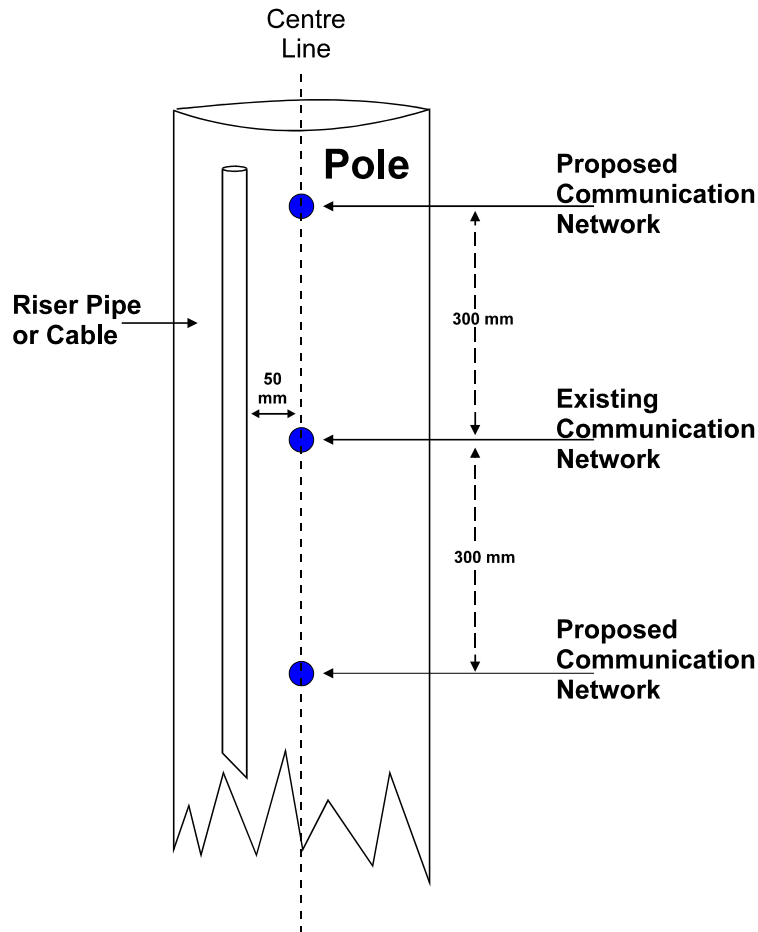 Centre
Line
Pole
Proposed
Communication
Network
300 mm
Riser Pipe
or Cable
50
mm
Existing
Communication
Network
300 mm
Proposed
Communication
Network